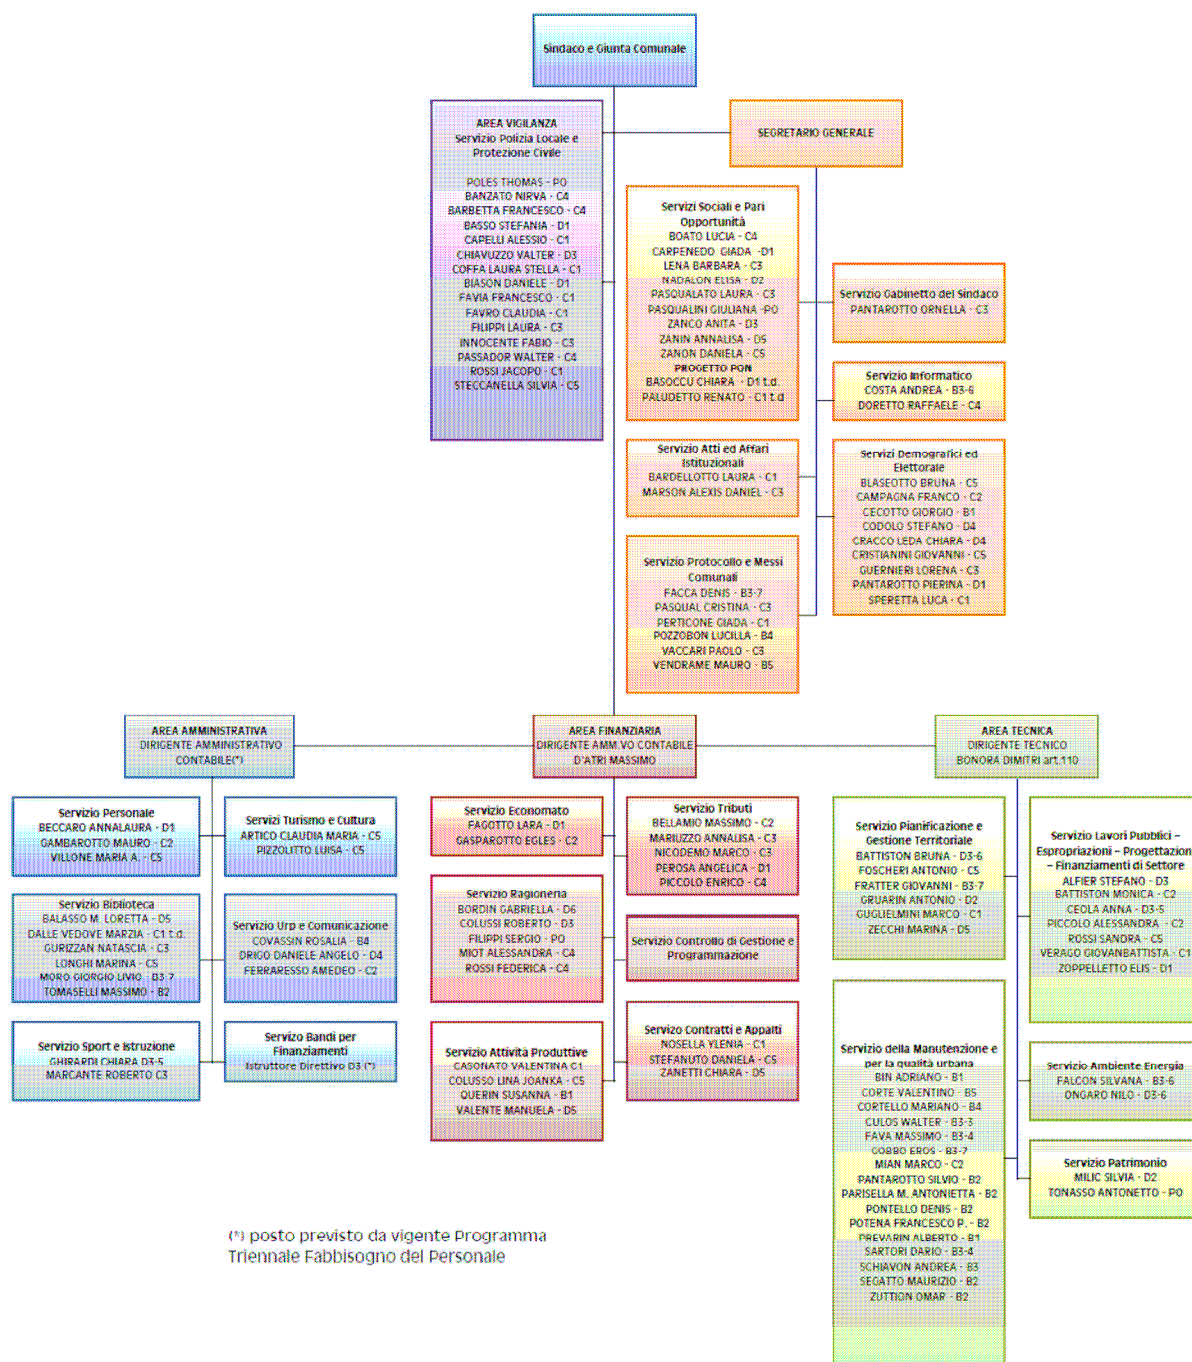 Sindaco e Giunta Comunale
AREA VIGILANZA
Servizio Polizia Locale e
Protezione Civile
POLES THOMAS - PO
BANZATO NIRVA - C4
BARBETTA FRANCESCO - C4
BASSO STEFANIA - D1
CAPELLI ALESSIO - C1
CHIAVUZZO VALTER - D3
COFFA LAURA STELLA - C1
BIASON DANIELE - D1
FAVIA FRANCESCO - C1
FAVRO CLAUDIA - C1
FILIPPI LAURA - C3
INNOCENTE FABIO - C3
PASSADOR WALTER - C4
ROSSI JACOPO - C1
STECCANELLA SILVIA - C5
SEGRETARIO GENERALE
Servizi Sociali e Pari
Opportunità
BOATO LUCIA - C4
CARPENEDO GIADA -D1
LENA BARBARA - C3
NADALON ELISA - D2
PASQUALATO LAURA - C3
PASQUALINI GIULIANA -PO
ZANCO ANITA - D3
ZANIN ANNALISA - D5
ZANON DANIELA - C5
PROGETTO PON
BASOCCU CHIARA - D1 t.d.
PALUDETTO RENATO - C1 t.d
Servizio Gabinetto del Sindaco
PANTAROTTO ORNELLA - C3
Servizio Informatico
COSTA ANDREA - B3-6
DORETTO RAFFAELE - C4
Servizio Atti ed Affari
Istituzionali
BARDELLOTTO LAURA - C1
MARSON ALEXIS DANIEL - C3
Servizi Demografici ed
Elettorale
BLASEOTTO BRUNA - C5
CAMPAGNA FRANCO - C2
CECOTTO GIORGIO - B1
CODOLO STEFANO - D4
CRACCO LEDA CHIARA - D4
CRISTIANINI GIOVANNI - C5
GUERNIERI LORENA - C3
PANTAROTTO PIERINA - D1
SPERETTA LUCA - C1
Servizio Protocollo e Messi
Comunali
FACCA DENIS - B3-7
PASQUAL CRISTINA - C3
PERTICONE GIADA - C1
POZZOBON LUCILLA - B4
VACCARI PAOLO - C3
VENDRAME MAURO - B5
AREA AMMINISTRATIVA
DIRIGENTE AMMINISTRATIVO
CONTABILE(*)
AREA FINANZIARIA
DIRIGENTE AMM.VO CONTABILE
D'ATRI MASSIMO
AREA TECNICA
DIRIGENTE TECNICO
BONORA DIMITRI art.110
Servizio Personale
BECCARO ANNALAURA - D1
GAMBAROTTO MAURO - C2
VILLONE MARIA A. - C5
Servizi Turismo e Cultura
ARTICO CLAUDIA MARIA - C5
PIZZOLITTO LUISA - C5
Servizio Biblioteca
BALASSO M. LORETTA - D5
DALLE VEDOVE MARZIA - C1 t.d.
GURIZZAN NATASCIA - C3
LONGHI MARINA - C5
MORO GIORGIO LIVIO - B3-7
TOMASELLI MASSIMO - B2
Servizio Urp e Comunicazione
COVASSIN ROSALIA - B4
DRIGO DANIELE ANGELO - D4
FERRARESSO AMEDEO - C2
Servizio Sport e Istruzione
GHIRARDI CHIARA D3-5
MARCANTE ROBERTO C3
Servizo Bandi per
Finanziamenti
Istruttore Direttivo D3 (*)
Servizio Economato
FAGOTTO LARA - D1
GASPAROTTO EGLES - C2
Servizio Tributi
BELLAMIO MASSIMO - C2
MARIUZZO ANNALISA - C3
NICODEMO MARCO - C3
PEROSA ANGELICA - D1
PICCOLO ENRICO - C4
Servizio Ragioneria
BORDIN GABRIELLA - D6
COLUSSI ROBERTO - D3
FILIPPI SERGIO - PO
MIOT ALESSANDRA - C4
ROSSI FEDERICA - C4
Servizio Controllo di Gestione e
Programmazione
Servizio Attività Produttive
CASONATO VALENTINA C1
COLUSSO LINA JOANKA - C5
QUERIN SUSANNA - B1
VALENTE MANUELA - D5
Servizo Contratti e Appalti
NOSELLA YLENIA - C1
STEFANUTO DANIELA - C5
ZANETTI CHIARA - D5
Servizio Pianificazione e
Gestione Territoriale
BATTISTON BRUNA - D3-6
FOSCHERI ANTONIO - C5
FRATTER GIOVANNI - B3-7
GRUARIN ANTONIO - D2
GUGLIELMINI MARCO - C1
ZECCHI MARINA - D5
Servizio Lavori Pubblici –
Espropriazioni – Progettazion
– Finanziamenti di Settore
ALFIER STEFANO - D3
BATTISTON MONICA - C2
CEOLA ANNA - D3-5
PICCOLO ALESSANDRA - C2
ROSSI SANDRA - C5
VERAGO GIOVANBATTISTA - C1
ZOPPELLETTO ELIS - D1
Servizio della Manutenzione e
per la qualità urbana
BIN ADRIANO - B1
CORTE VALENTINO - B5
CORTELLO MARIANO - B4
CULOS WALTER - B3-3
FAVA MASSIMO - B3-4
GOBBO EROS - B3-7
MIAN MARCO - C2
PANTAROTTO SILVIO - B2
PARISELLA M. ANTONIETTA - B2
PONTELLO DENIS - B2
POTENA FRANCESCO P. - B2
PREVARIN ALBERTO - B1
SARTORI DARIO - B3-4
SCHIAVON ANDREA - B3
SEGATTO MAURIZIO - B2
ZUTTION OMAR - B2
Servizio Ambiente Energia
FALCON SILVANA - B3-6
ONGARO NILO - D3-6
Servizio Patrimonio
MILIC SILVIA - D2
TONASSO ANTONETTO - PO
(*) posto previsto da vigente Programma
Triennale Fabbisogno del Personale